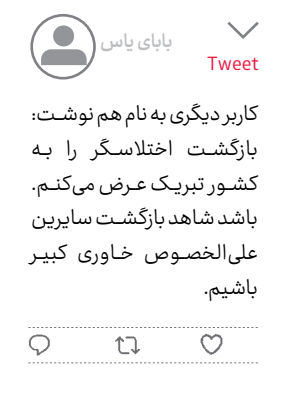 بابای یاس
Tweet
کاربر دیگری به نام هم نوشت:
بازگشت اختلاسگر را به
کشور تبریک عرض می‌کنم.
باشد شاهد بازگشت سایرین
علی‌الخصوص خاوری کبیر
باشیم.